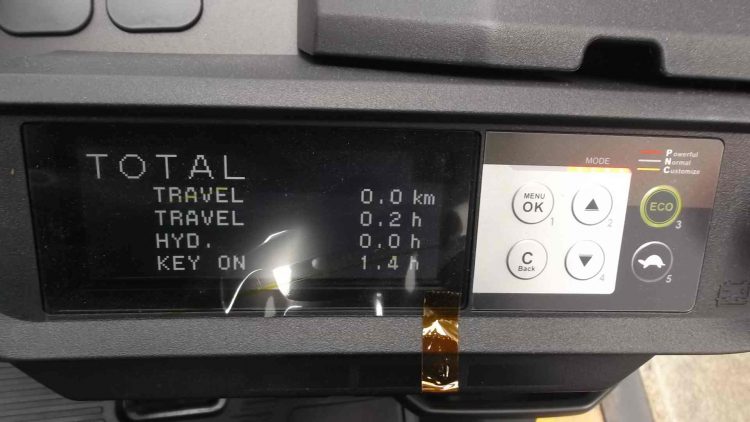 TOTAL
TRAVEL 0.0 km
TRAVEL 0.2 h
HYD. 0.0 h
KEY ON 1.4 h
MODE
Powerful
Normal
Customize
P
N
C
MENU
OK
1
2
ECO
3
C
Back
4
5